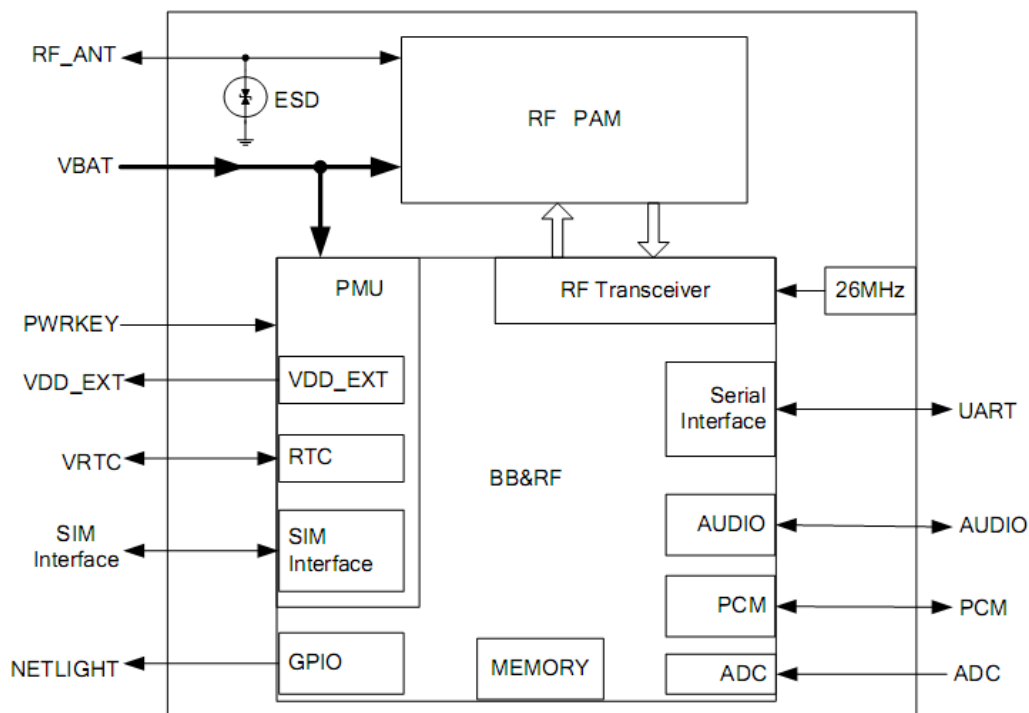 RF_ANT
ESD
RF PAM
VBAT
PMU
RF Transceiver
26MHz
PWRKEY
VDD_EXT
VDD_EXT
Serial
Interface
UART
VRTC
RTC
BB&RF
SIM
Interface
SIM
Interface
AUDIO
AUDIO
PCM
PCM
NETLIGHT
GPIO
MEMORY
ADC
ADC